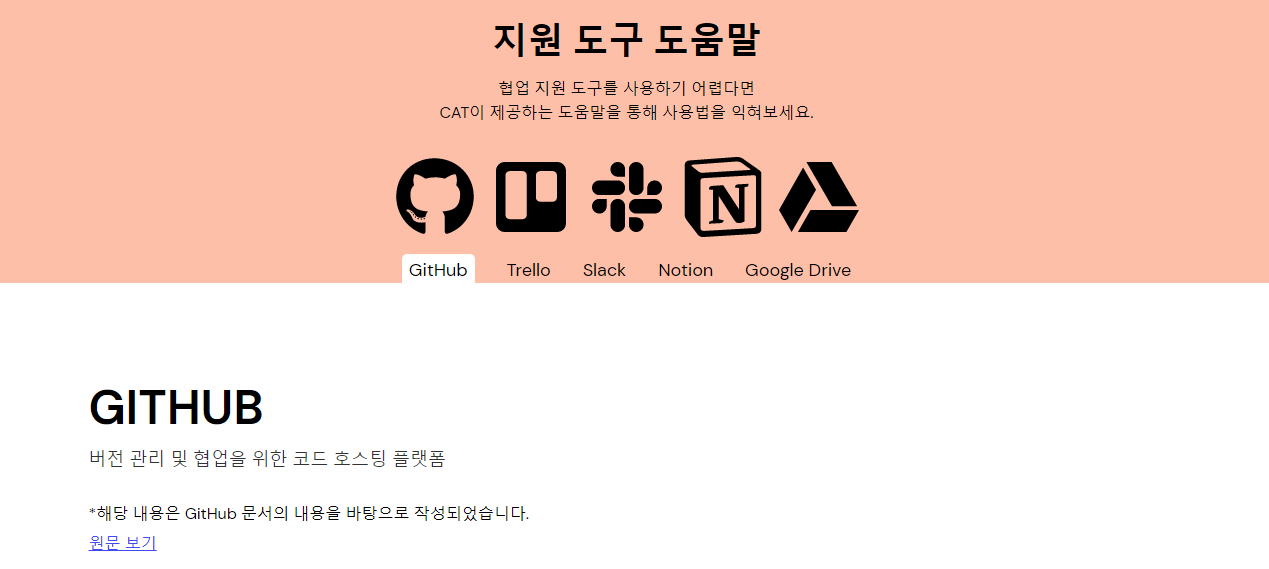 지원 도구 도움말
협업 지원 도구를 사용하기 어렵다면
CAT이 제공하는 도움말을 통해 사용법을 익혀보세요.
N
GitHub Trello Slack Notion Google Drive
GITHUB
버전 관리 및 협업을 위한 코드 호스팅 플랫폼
*해당 내용은 GitHub 문서의 내용을 바탕으로 작성되었습니다.
원문 보기